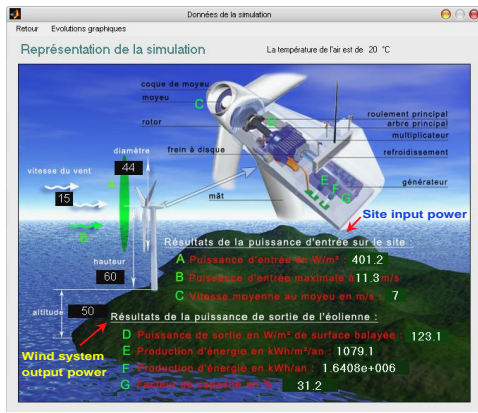 Données de la simulation
Retour Evolutions graphiques
Représentation de la simulation
La température de l'air est de 20 °C
coque de moyeu
moyeu
C
rotor
roulement principal
arbre principal
multiplicateur
frein à disque
refroidissement
diamètre
44
vitesse du vent
15
A
générateur
E
F
G
mât
Site input power
hauteur
60
altitude
50
Résultats de la puissance d'entrée sur le site :
A Puissance d'entrée en W/m² : 401.2
B Puissance d'entrée maximale à 11.3 m/s
C Vitesse moyenne au moyeu en m/s : 7
Résultats de la puissance de sortie de l'éolienne :
D Puissance de sortie en W/m² de surface balayée : 123.1
E Production d'énergie en kWh/m²/an : 1079.1
F Production d'énergie en kWh/an : 1.6408e+006
G Facteur de capacité en % : 31.2
Wind system
output power